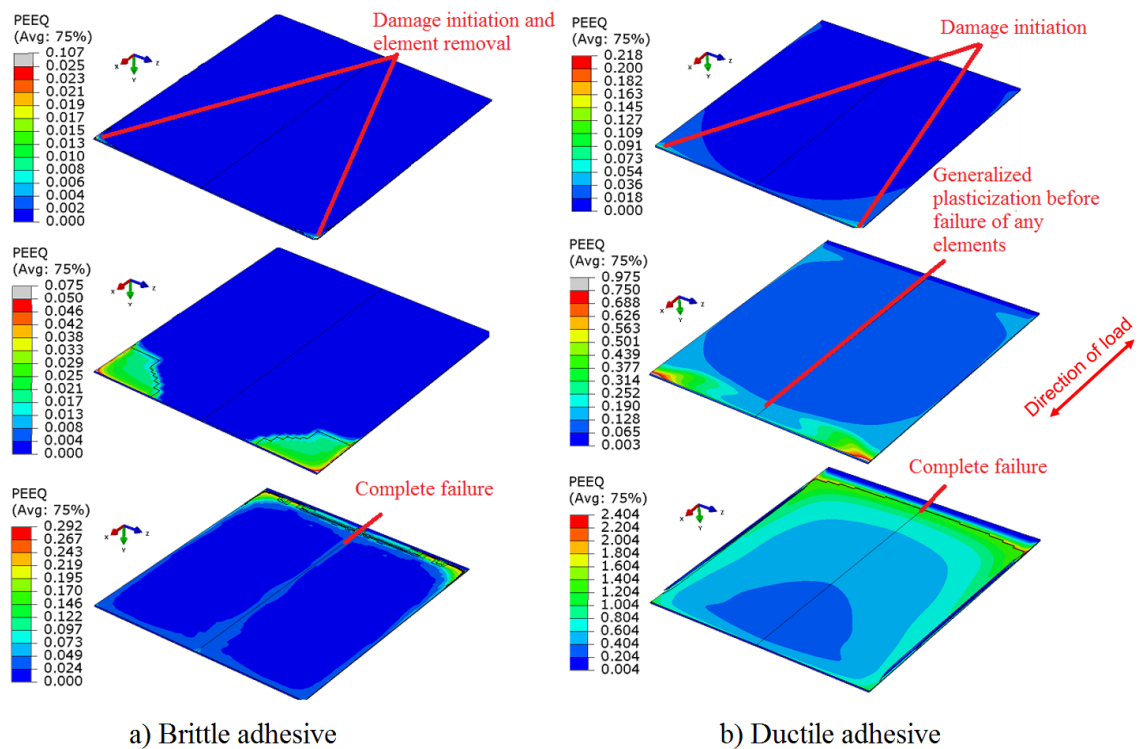 PEEQ
(Avg: 75%)
0.107
0.025
0.023
0.021
0.019
0.017
0.015
0.013
0.010
0.008
0.006
0.004
0.002
0.000
X
Y
Z
Damage initiation and
element removal
PEEQ
(Avg: 75%)
0.075
0.050
0.046
0.042
0.038
0.033
0.029
0.025
0.021
0.017
0.013
0.008
0.004
0.000
X
Y
Z
PEEQ
(Avg: 75%)
0.292
0.267
0.243
0.219
0.195
0.170
0.146
0.122
0.097
0.073
0.049
0.024
0.000
X
Y
Z
Complete failure
a) Brittle adhesive
PEEQ
(Avg: 75%)
0.218
0.200
0.182
0.163
0.145
0.127
0.109
0.091
0.073
0.054
0.036
0.018
0.000
X
Y
Z
Damage initiation
Generalized
plasticization before
failure of any
elements
PEEQ
(Avg: 75%)
0.975
0.750
0.688
0.626
0.563
0.501
0.439
0.377
0.314
0.252
0.190
0.128
0.065
0.003
X
Y
Z
Direction of load
PEEQ
(Avg: 75%)
2.404
2.204
2.004
1.804
1.604
1.404
1.204
1.004
0.804
0.604
0.404
0.204
0.004
X
Y
Z
Complete failure
b) Ductile adhesive